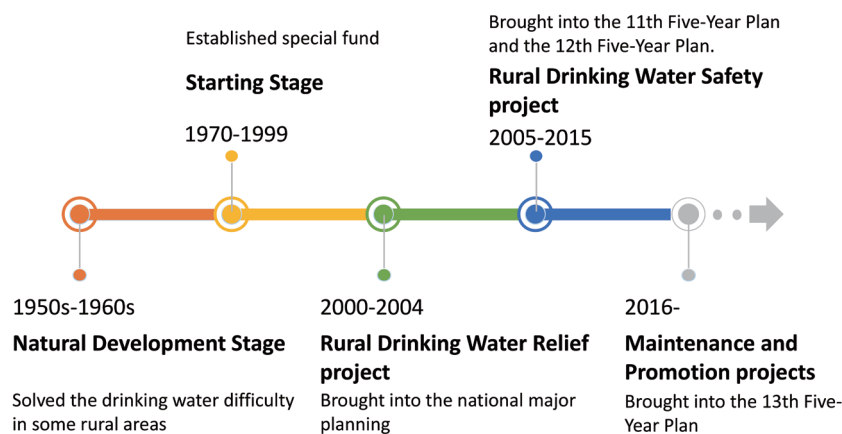 Established special fund
Starting Stage
1970-1999
Brought into the 11th Five-Year Plan
and the 12th Five-Year Plan.
Rural Drinking Water Safety
project
2005-2015
1950s-1960s
Natural Development Stage
Solved the drinking water difficulty
in some rural areas
2000-2004
Rural Drinking Water Relief
project
Brought into the national major
planning
2016-
Maintenance and
Promotion projects
Brought into the 13th Five-
Year Plan